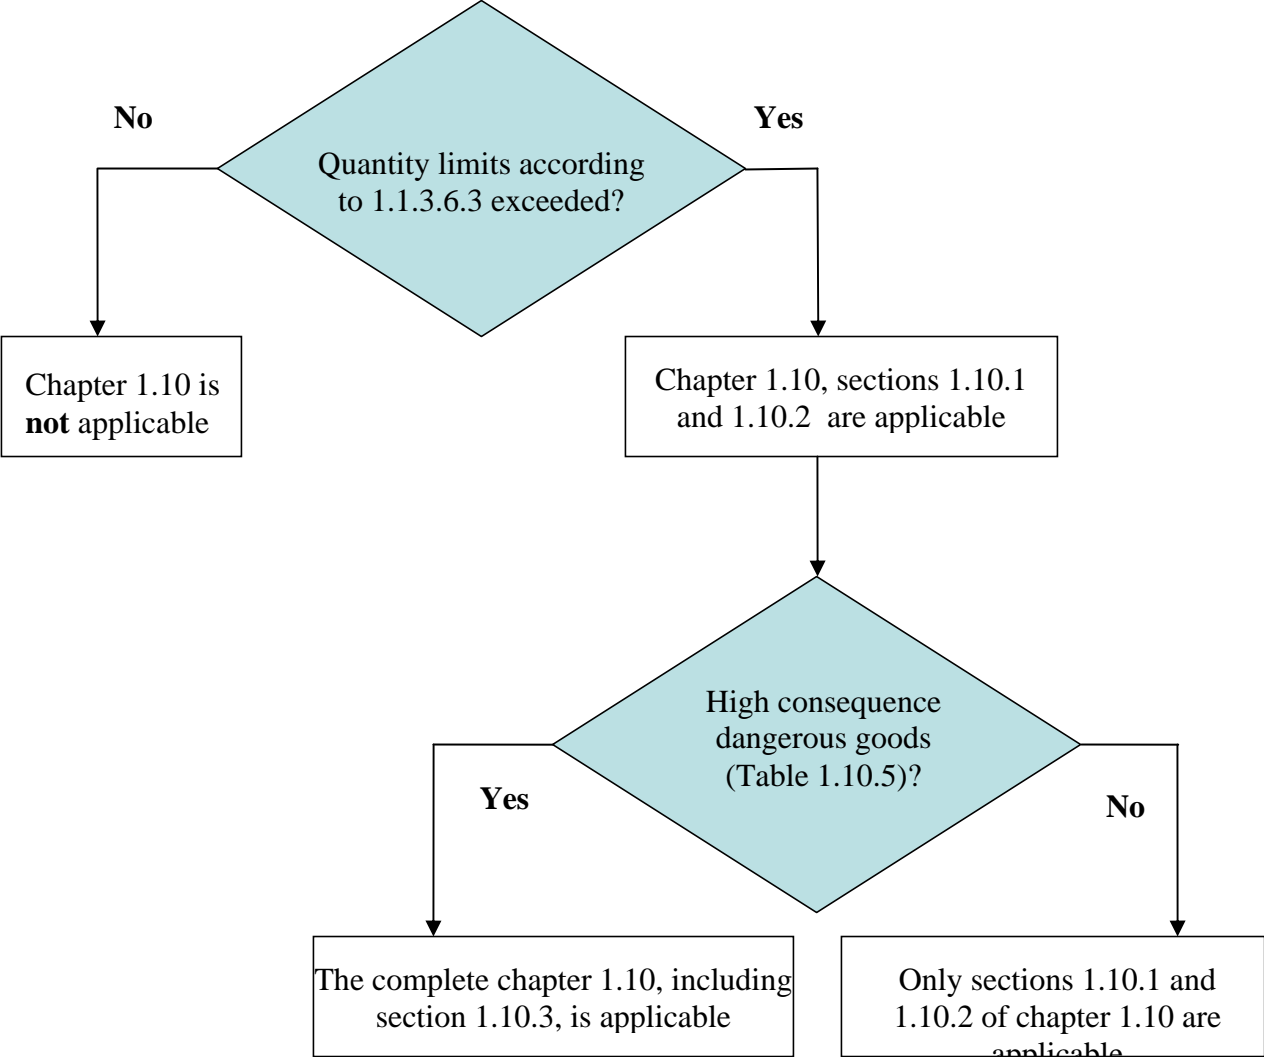 No
Yes
Quantity limits according
to 1.1.3.6.3 exceeded?
Chapter 1.10 is
not applicable
Chapter 1.10, sections 1.10.1
and 1.10.2 are applicable
High consequence
dangerous goods
(Table 1.10.5)?
Yes
No
The complete chapter 1.10, including
section 1.10.3, is applicable
Only sections 1.10.1 and
1.10.2 of chapter 1.10 are
applicable